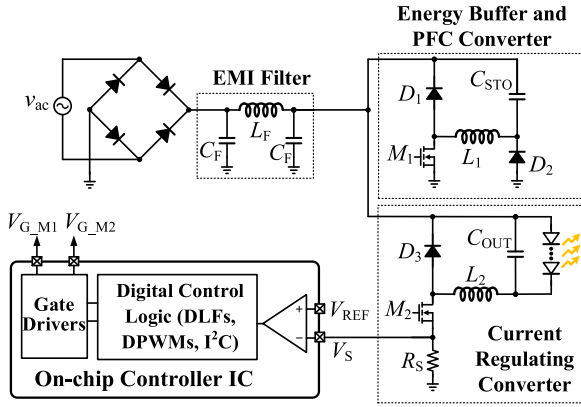 Energy Buffer and
PFC Converter
EMI Filter
v_ac
L_F
C_F
C_F
D_1
C_STO
M_1
L_1
D_2
V_G_M1
V_G_M2
D_3
C_OUT
L_2
M_2
R_S
Current
Regulating
Converter
Gate
Drivers
Digital Control
Logic (DLFs,
DPWMs, I²C)
+
−
V_REF
V_S
On-chip Controller IC